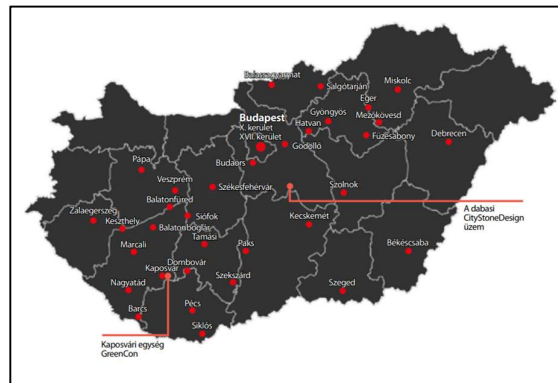 Balassagyarmat
Salgótarján
Miskolc
Eger
Gyöngyös
Mezőkövesd
Budapest
X. kerület
XVII. kerület
Hatvan
Gödöllő
Füzesabony
Debrecen
Pápa
Budaörs
Veszprém
Székesfehérvár
Szolnok
Balatonfüred
Zalaegerszeg
Keszthely
Siófok
Balatonboglár
Kecskemét
A dabasi
CityStoneDesign
üzem
Tamási
Marcali
Paks
Békéscsaba
Dombóvár
Kaposvár
Nagyatád
Szekszárd
Szeged
Barcs
Pécs
Siklós
Kaposvári egység
GreenCon